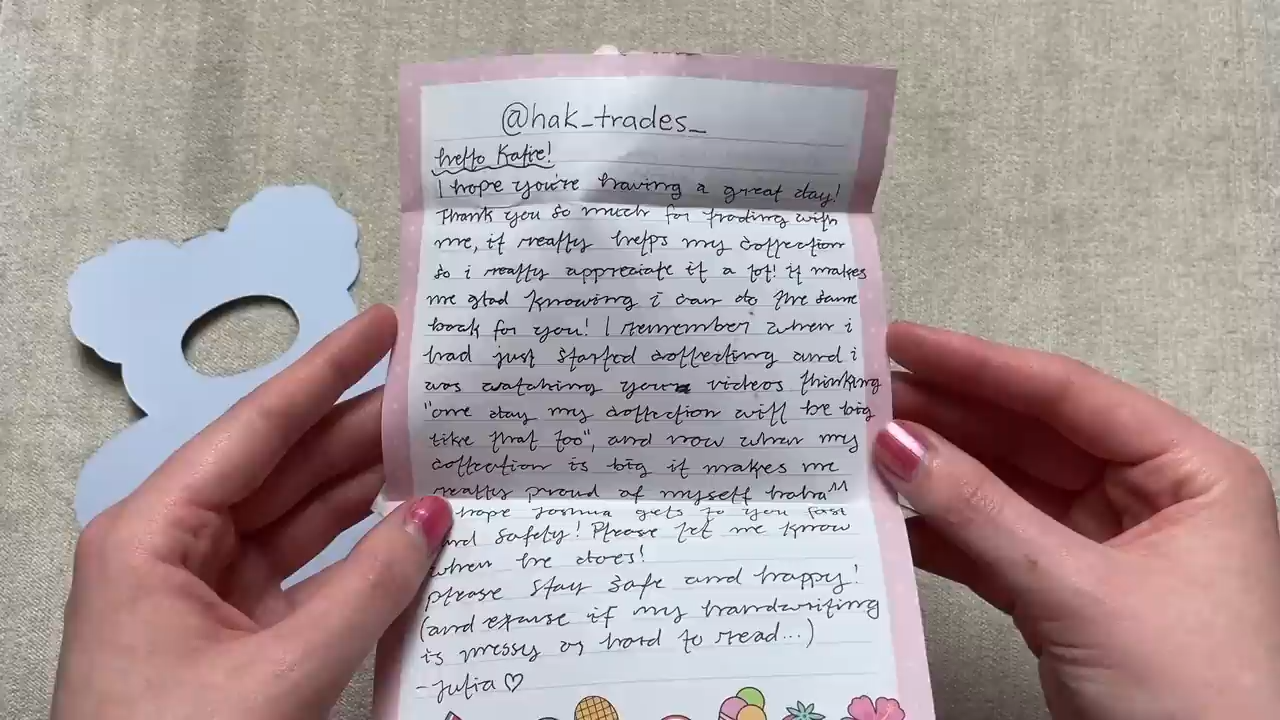 @hak_trades_
hello Katie!
I hope you're having a great day!
Thank you so much for trading with
me, it really helps my collection
so i really appreciate it a lot! it makes
me glad knowing i can do the same
back for you! I remember when i
had just started collecting and i
was watching your videos thinking
"one day my collection will be big
like that too", and now when my
collection is big it makes me
really proud of myself haha^^
hope Joshua gets to you fast
and safely! Please let me know
when he does!
please stay safe and happy!
(and excuse if my handwriting
is messy or hard to read...)
-Julia ♡